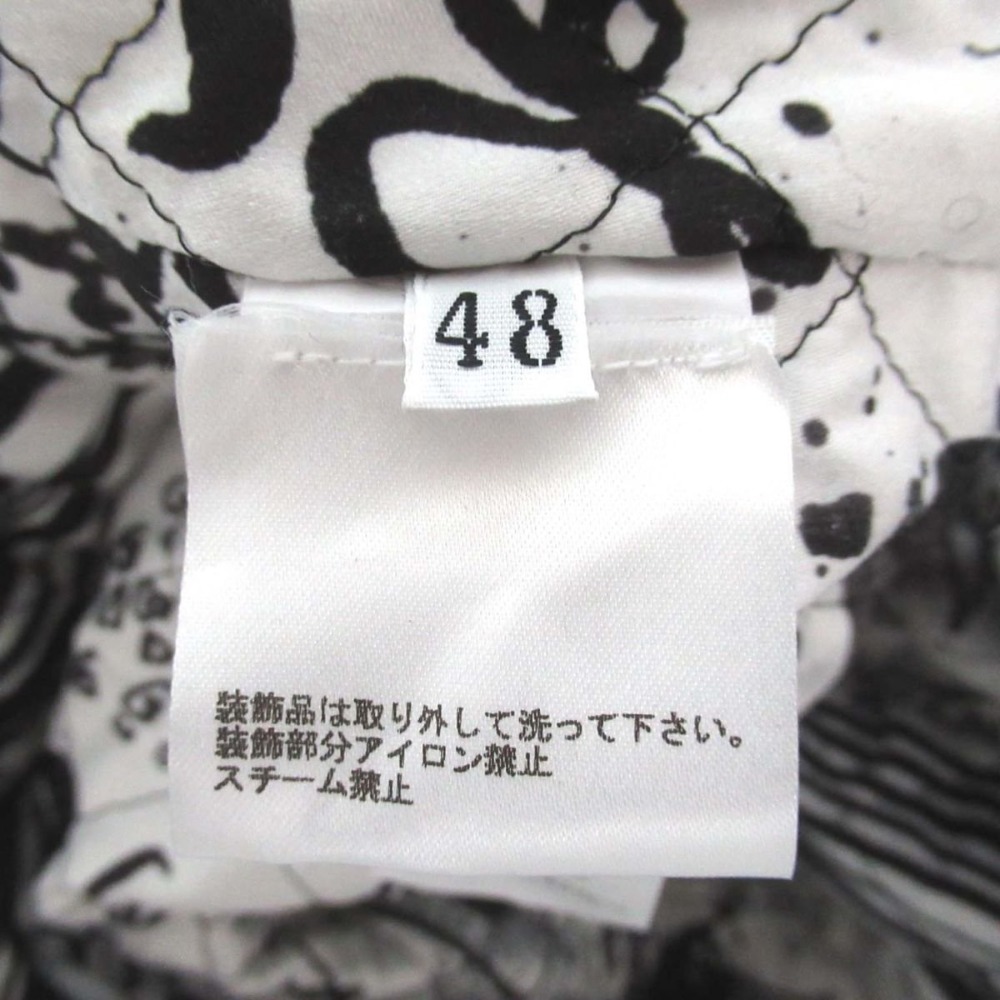 48
装飾品は取り外して洗って下さい。
装飾部分アイロン禁止
スチーム禁止